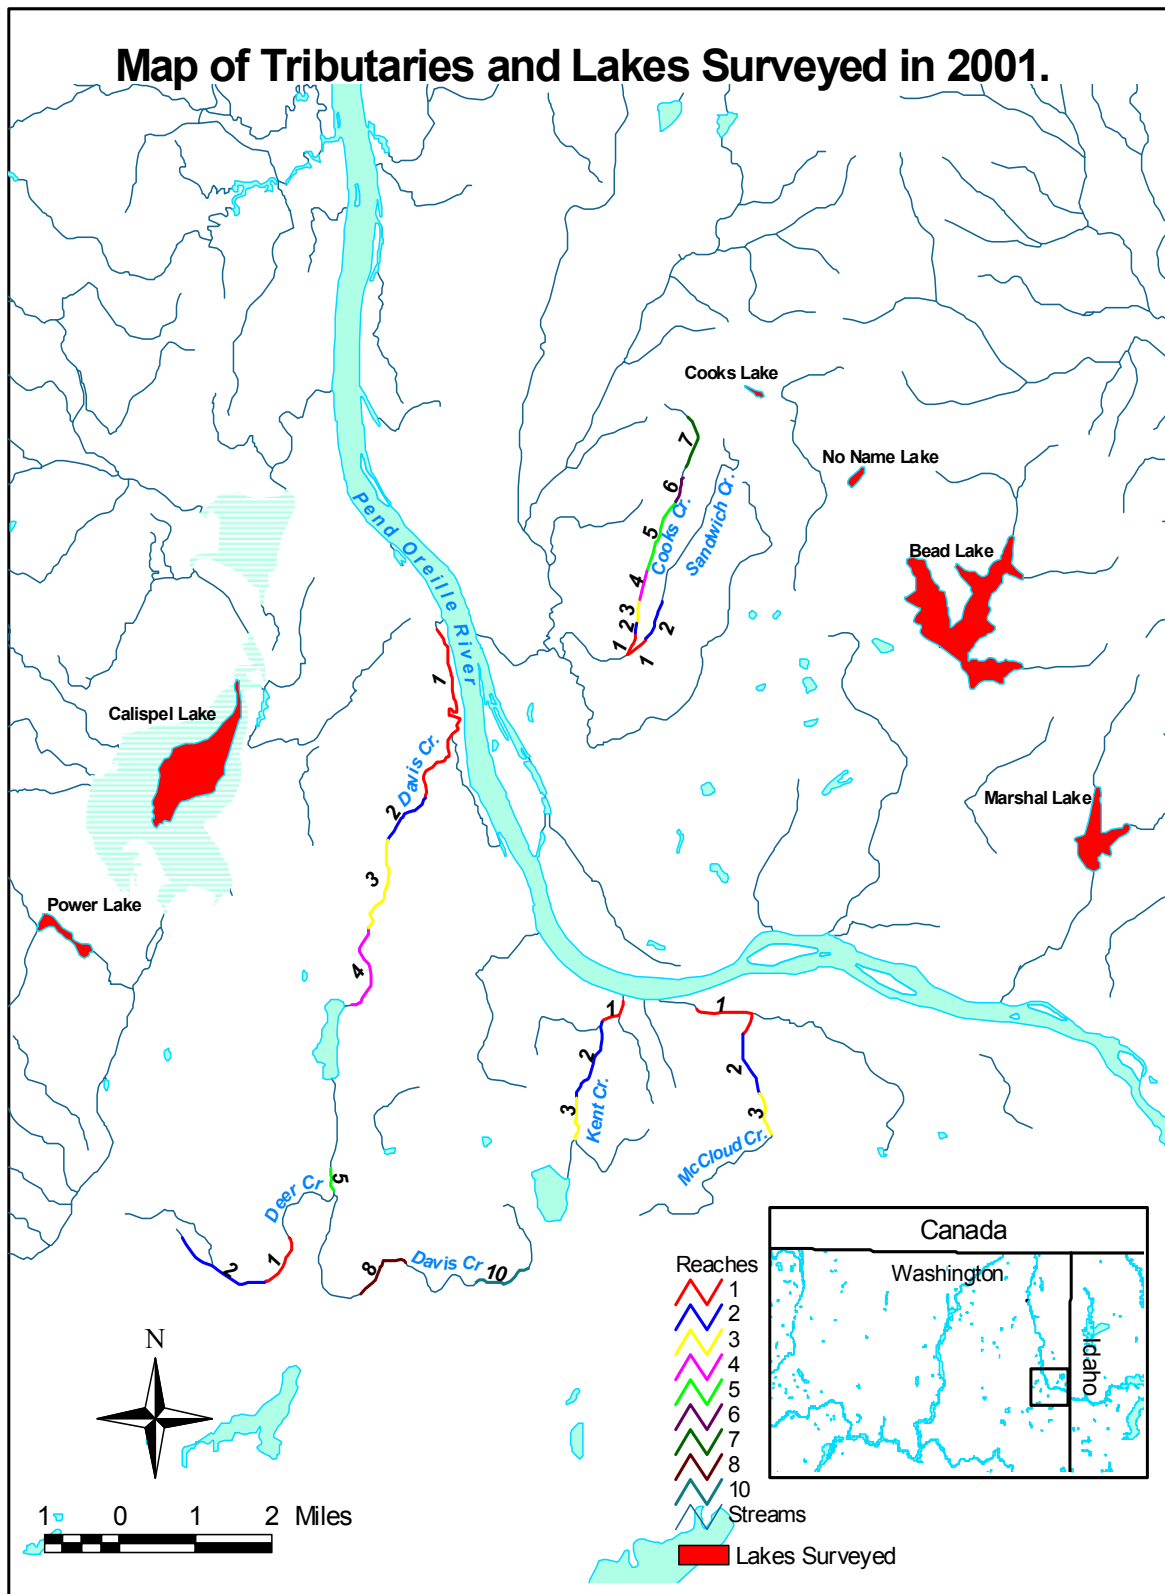 Map of Tributaries and Lakes Surveyed in 2001.
Cooks Lake
7
No Name Lake
6
Pend Oreille River
5
Cooks Cr.
Sandwich Cr.
Bead Lake
4
3
2
1
2
1
1
Calispel Lake
Davis Cr.
2
Marshal Lake
3
Power Lake
4
1
1
2
2
3
Kent Cr.
3
McCloud Cr.
5
Deer Cr
2
1
8
Davis Cr
10
Canada
Washington
Idaho
Reaches
1
2
3
4
5
6
7
8
10
Streams
Lakes Surveyed
N
1 0 1 2 Miles